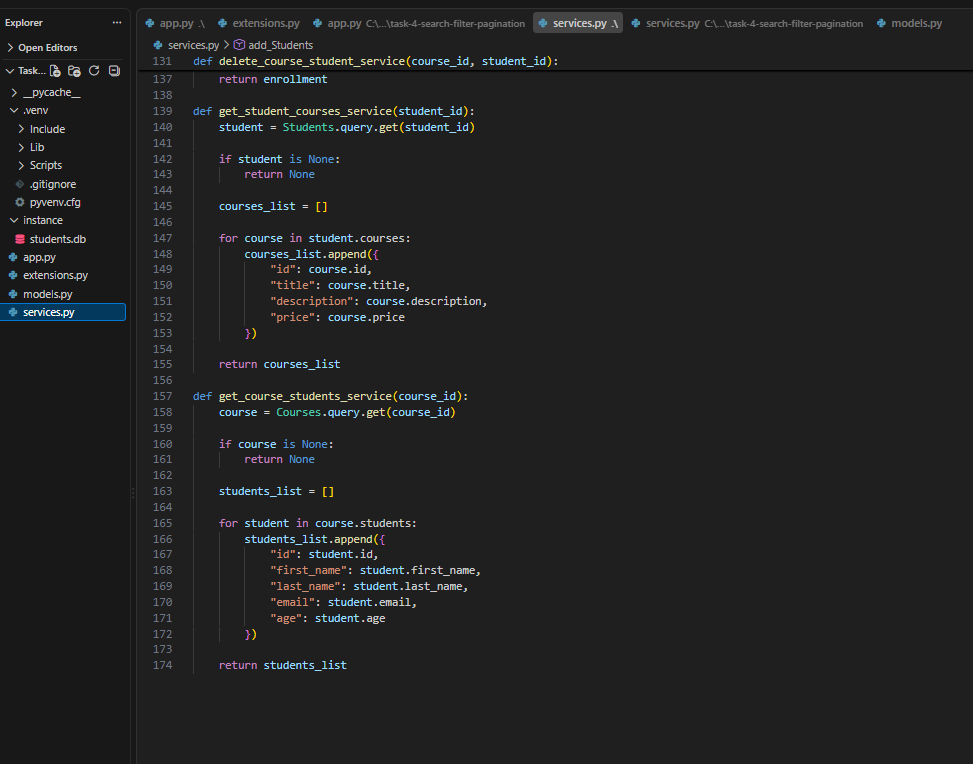 Explorer ...
Open Editors
Task...
__pycache__
.venv
Include
Lib
Scripts
.gitignore
pyvenv.cfg
instance
students.db
app.py
extensions.py
models.py
services.py
app.py .\ extensions.py app.py C:\...\task-4-search-filter-pagination services.py .\ services.py C:\...\task-4-search-filter-pagination models.py
services.py > add_Students
131 def delete_course_student_service(course_id, student_id):
137         return enrollment
138
139 def get_student_courses_service(student_id):
140     student = Students.query.get(student_id)
141
142     if student is None:
143         return None
144
145     courses_list = []
146
147     for course in student.courses:
148         courses_list.append({
149             "id": course.id,
150             "title": course.title,
151             "description": course.description,
152             "price": course.price
153         })
154
155     return courses_list
156
157 def get_course_students_service(course_id):
158     course = Courses.query.get(course_id)
159
160     if course is None:
161         return None
162
163     students_list = []
164
165     for student in course.students:
166         students_list.append({
167             "id": student.id,
168             "first_name": student.first_name,
169             "last_name": student.last_name,
170             "email": student.email,
171             "age": student.age
172         })
173
174     return students_list